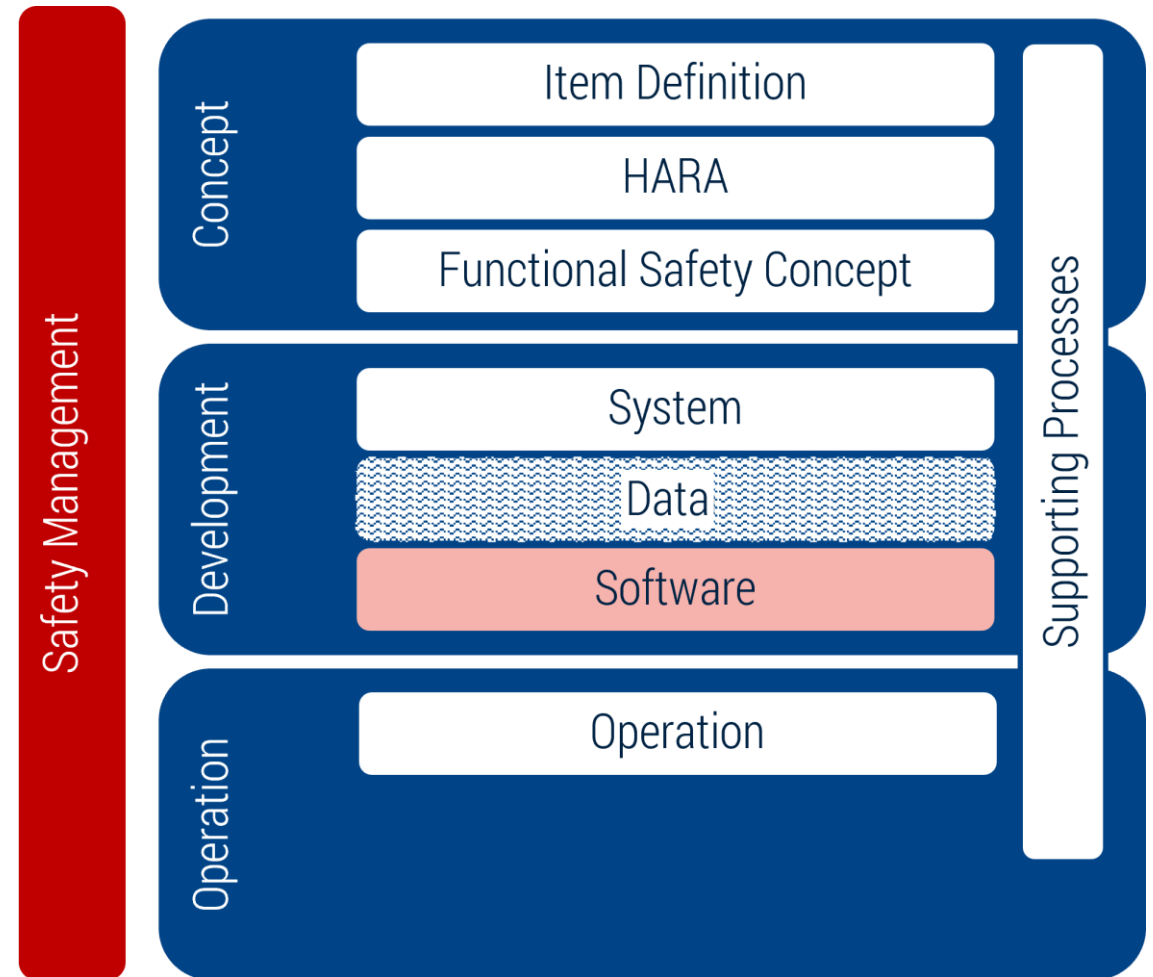 Safety Management
Concept
Item Definition
HARA
Functional Safety Concept
Development
System
Data
Software
Operation
Operation
Supporting Processes